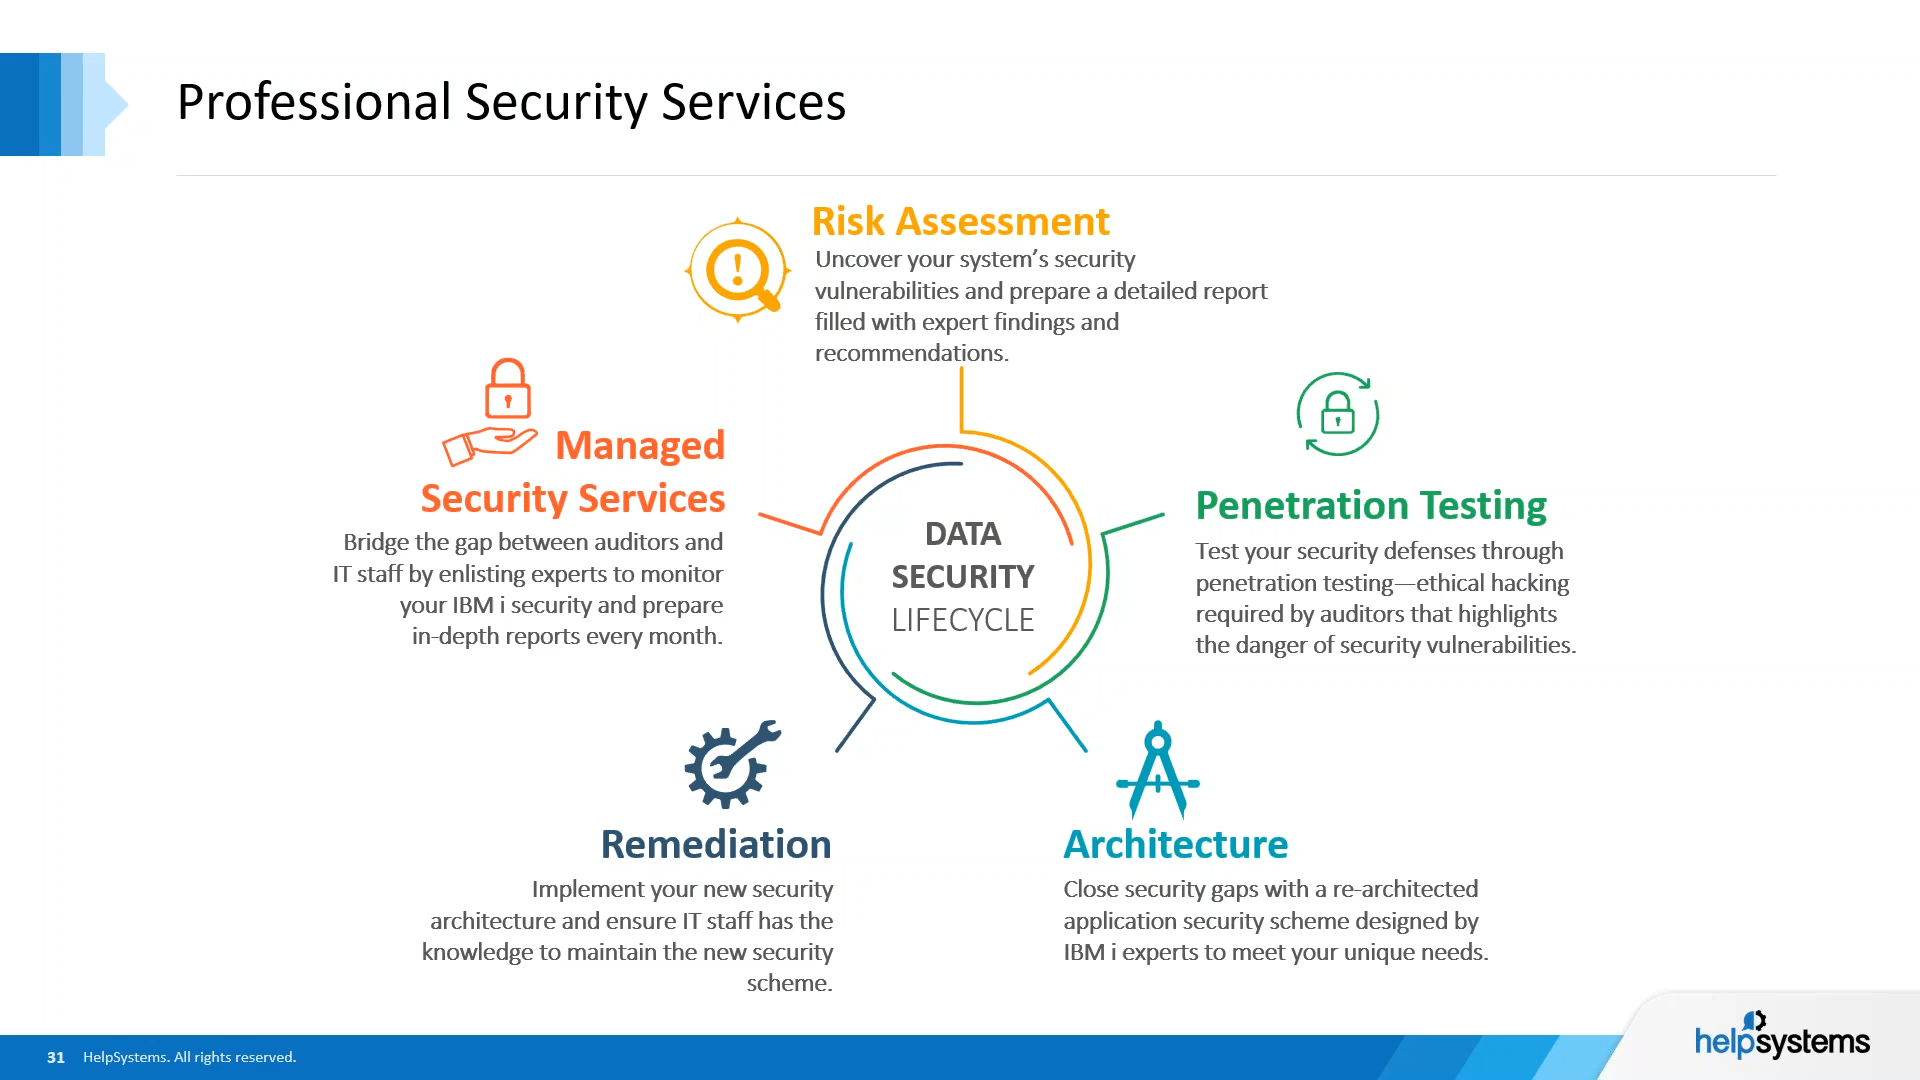 Professional Security Services
Risk Assessment
Uncover your system’s security
vulnerabilities and prepare a detailed report
filled with expert findings and
recommendations.
Managed
Security Services
Bridge the gap between auditors and
IT staff by enlisting experts to monitor
your IBM i security and prepare
in-depth reports every month.
DATA
SECURITY
LIFECYCLE
Penetration Testing
Test your security defenses through
penetration testing—ethical hacking
required by auditors that highlights
the danger of security vulnerabilities.
Remediation
Implement your new security
architecture and ensure IT staff has the
knowledge to maintain the new security
scheme.
Architecture
Close security gaps with a re-architected
application security scheme designed by
IBM i experts to meet your unique needs.
31 HelpSystems. All rights reserved.
helpsystems